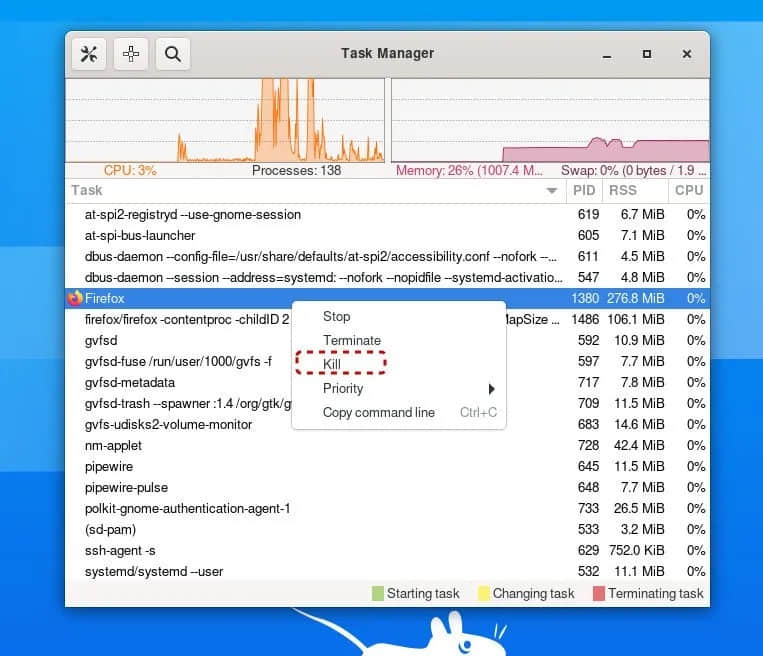 Task Manager
CPU: 3% Processes: 138 Memory: 26% (1007.4 M... Swap: 0% (0 bytes / 1.9 ...
Task PID RSS CPU
at-spi2-registryd --use-gnome-session 619 6.7 MiB 0%
at-spi-bus-launcher 605 7.1 MiB 0%
dbus-daemon --config-file=/usr/share/defaults/at-spi2/accessibility.conf --nofork --... 611 4.5 MiB 0%
dbus-daemon --session --address=systemd: --nofork --nopidfile --systemd-activatio... 547 4.8 MiB 0%
Firefox 1380 276.8 MiB 0%
firefox/firefox -contentproc -childID 2 MapSize ... 1486 106.1 MiB 0%
gvfsd 592 10.9 MiB 0%
gvfsd-fuse /run/user/1000/gvfs -f 597 7.7 MiB 0%
gvfsd-metadata 717 7.8 MiB 0%
gvfsd-trash --spawner :1.4 /org/gtk/g 709 11.5 MiB 0%
gvfs-udisks2-volume-monitor 683 14.6 MiB 0%
nm-applet 728 42.4 MiB 0%
pipewire 645 11.5 MiB 0%
pipewire-pulse 648 7.7 MiB 0%
polkit-gnome-authentication-agent-1 733 26.5 MiB 0%
(sd-pam) 533 3.2 MiB 0%
ssh-agent -s 629 752.0 KiB 0%
systemd/systemd --user 532 11.1 MiB 0%
Stop
Terminate
Kill
Priority
Copy command line Ctrl+C
Starting task Changing task Terminating task